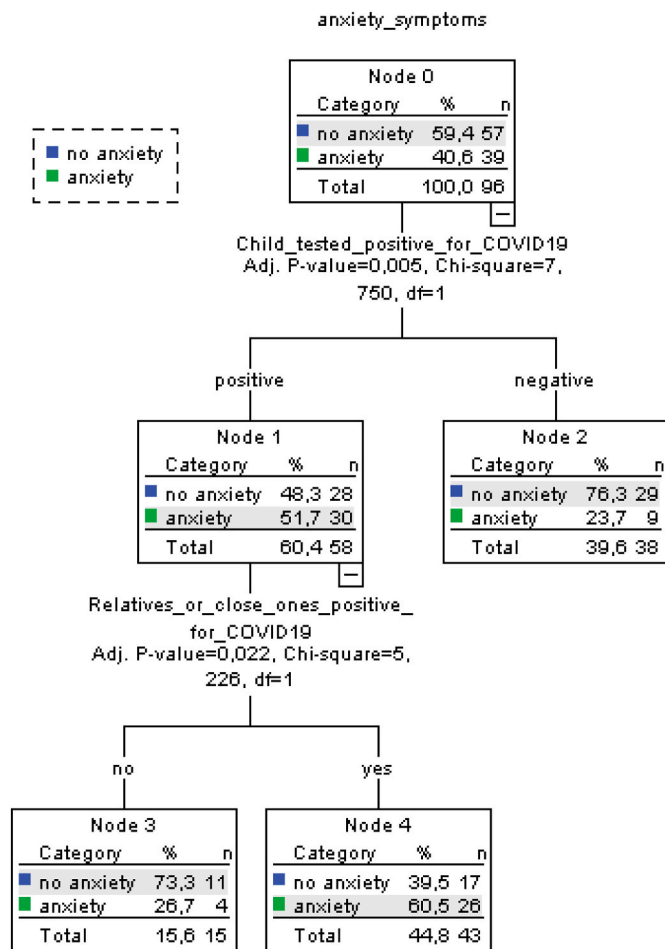 anxiety_symptoms
no anxiety
anxiety
Node 0
Category % n
no anxiety 59,4 57
anxiety 40,6 39
Total 100,0 96
Child_tested_positive_for_COVID19
Adj. P-value=0,005, Chi-square=7,
750, df=1
positive
negative
Node 1
Category % n
no anxiety 48,3 28
anxiety 51,7 30
Total 60,4 58
Node 2
Category % n
no anxiety 76,3 29
anxiety 23,7 9
Total 39,6 38
Relatives_or_close_ones_positive_
for_COVID19
Adj. P-value=0,022, Chi-square=5,
226, df=1
no
yes
Node 3
Category % n
no anxiety 73,3 11
anxiety 26,7 4
Total 15,6 15
Node 4
Category % n
no anxiety 39,5 17
anxiety 60,5 26
Total 44,8 43